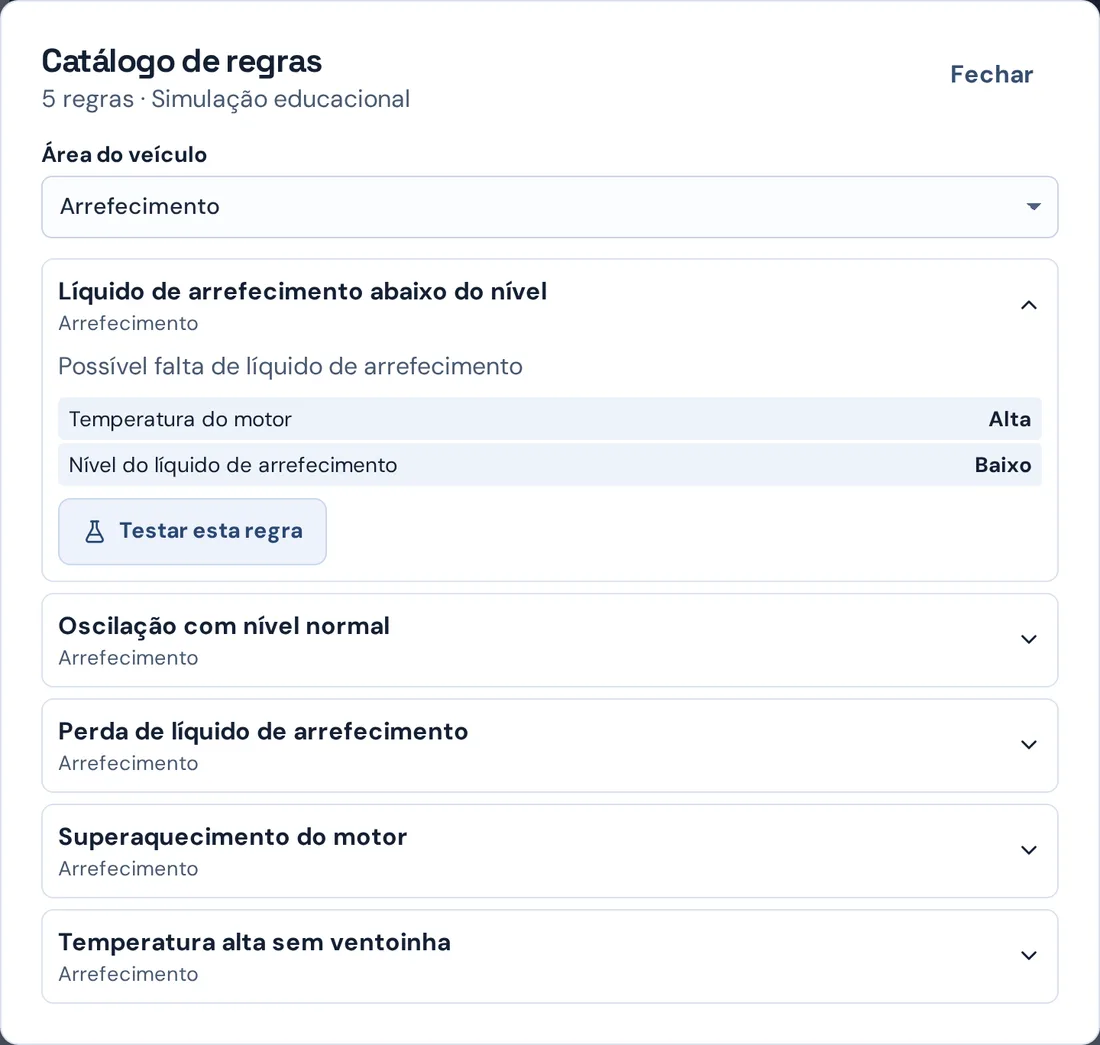 Catálogo de regras
Fechar
5 regras · Simulação educacional
Área do veículo
Arrefecimento
Líquido de arrefecimento abaixo do nível
Arrefecimento
Possível falta de líquido de arrefecimento
Temperatura do motor Alta
Nível do líquido de arrefecimento Baixo
Testar esta regra
Oscilação com nível normal
Arrefecimento
Perda de líquido de arrefecimento
Arrefecimento
Superaquecimento do motor
Arrefecimento
Temperatura alta sem ventoinha
Arrefecimento